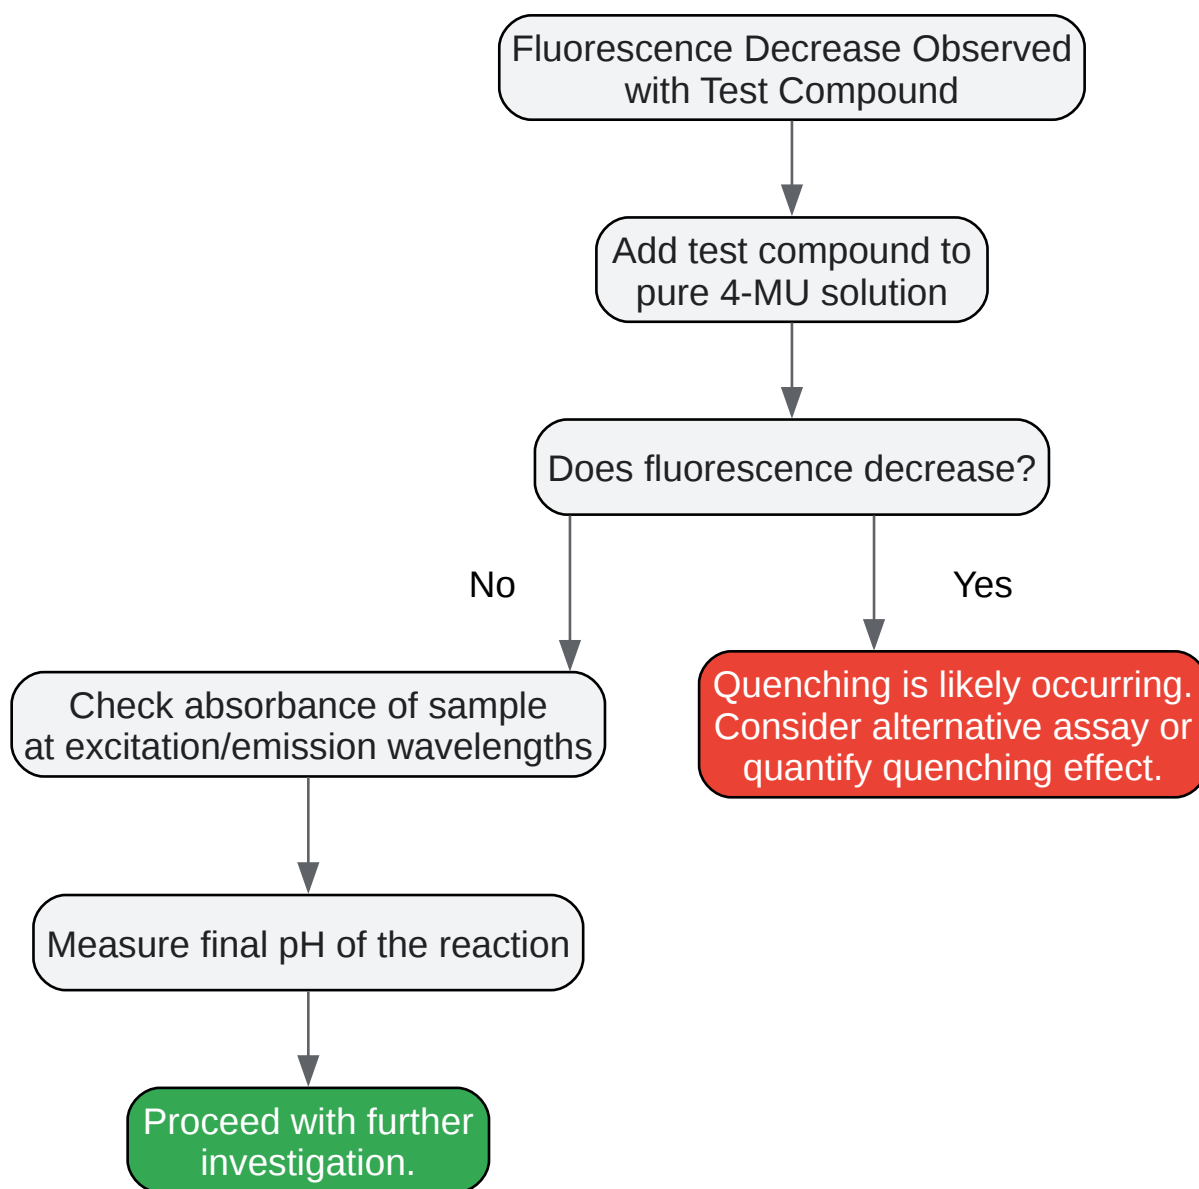 Fluorescence Decrease Observed
with Test Compound
Add test compound to
pure 4-MU solution
Does fluorescence decrease?
No
Yes
Check absorbance of sample
at excitation/emission wavelengths
Quenching is likely occurring.
Consider alternative assay or
quantify quenching effect.
Measure final pH of the reaction
Proceed with further
investigation.